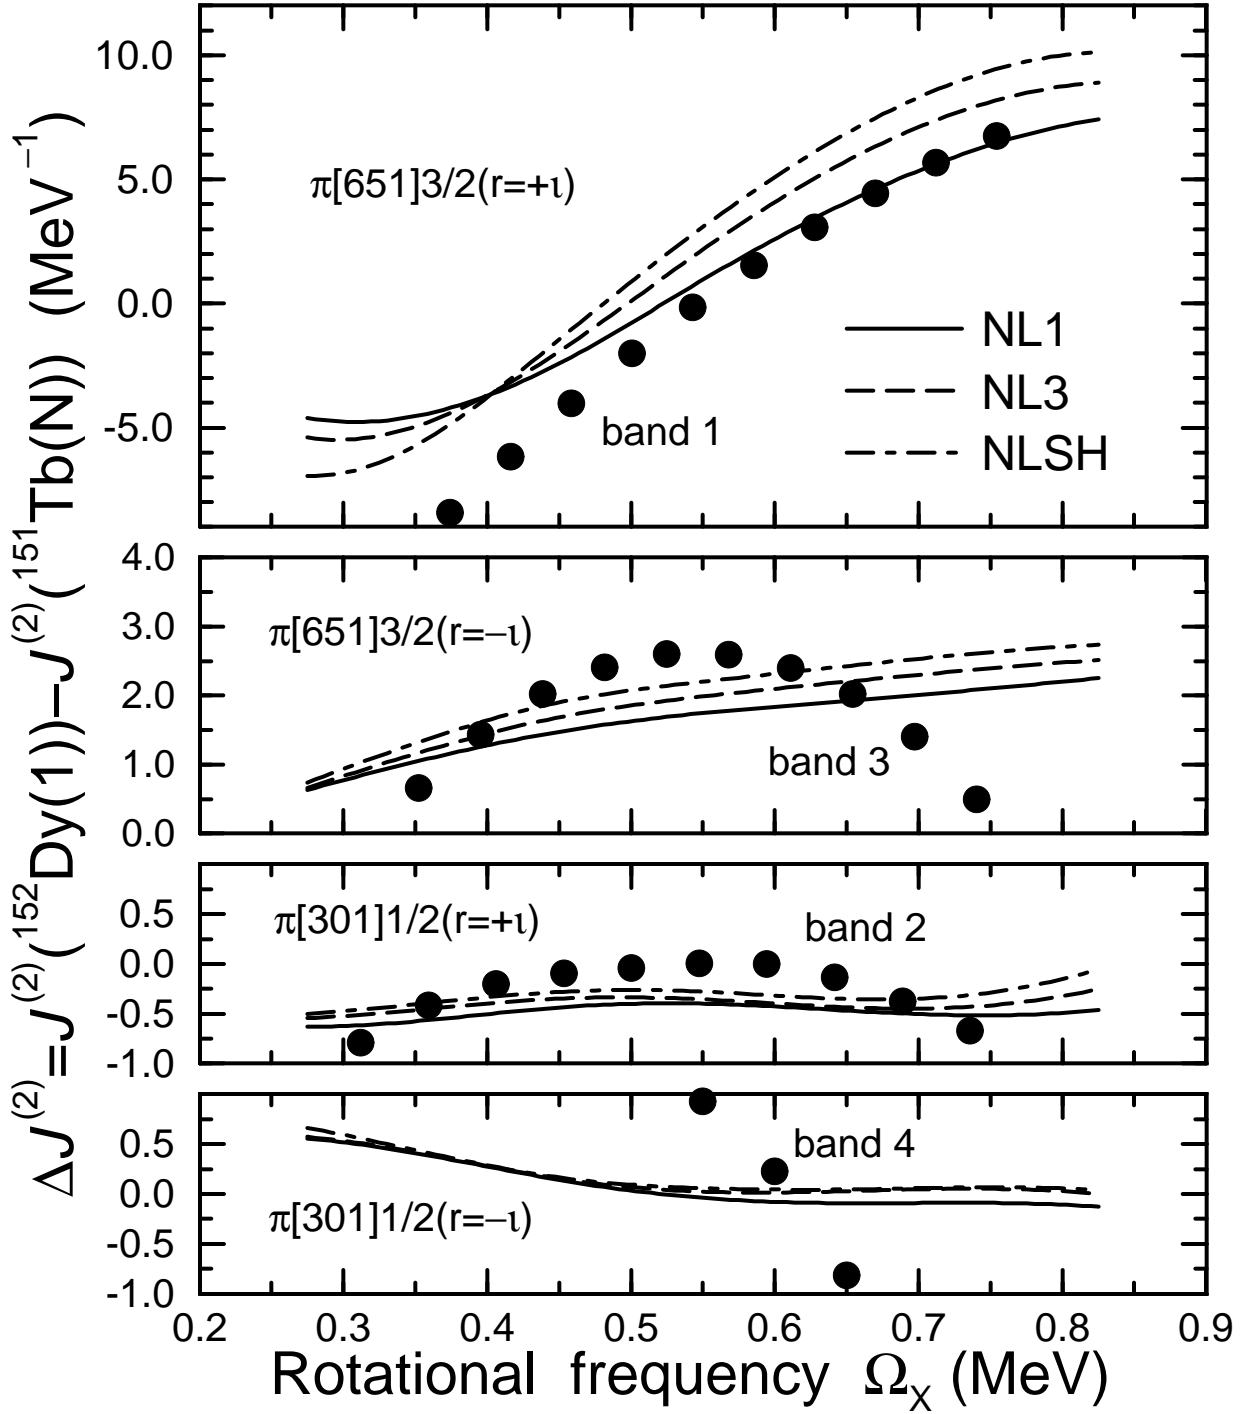 ΔJ(2)=J(2)(152Dy(1))−J(2)(151Tb(N)) (MeV−1)
10.0
5.0
0.0
-5.0
π[651]3/2(r=+ι)
band 1
NL1
NL3
NLSH
4.0
3.0
2.0
1.0
0.0
π[651]3/2(r=−ι)
band 3
0.5
0.0
-0.5
-1.0
π[301]1/2(r=+ι)
band 2
0.5
0.0
-0.5
-1.0
band 4
π[301]1/2(r=−ι)
0.2 0.3 0.4 0.5 0.6 0.7 0.8 0.9
Rotational frequency ΩX (MeV)